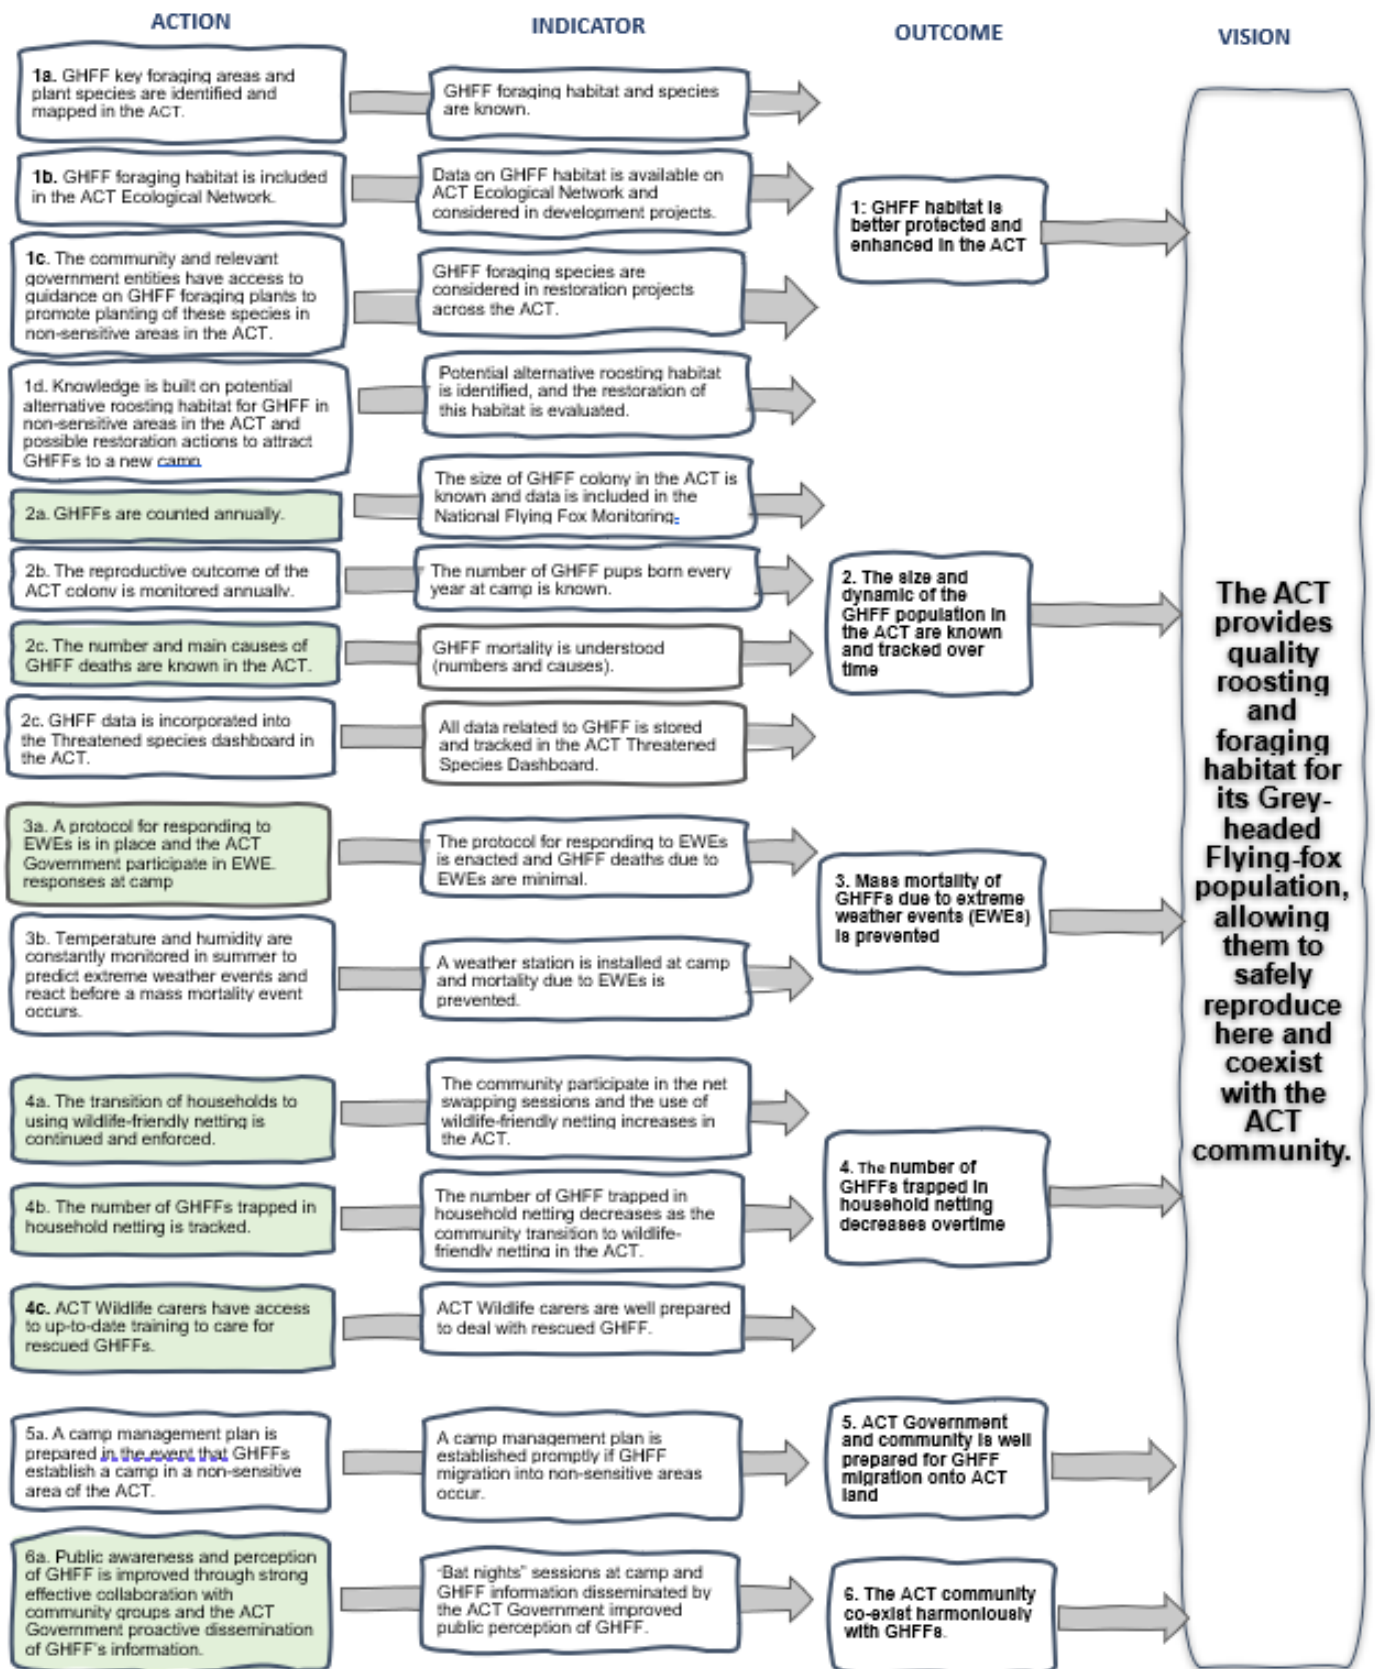 ACTION
INDICATOR
OUTCOME
VISION
1a. GHFF key foraging areas and
plant species are identified and
mapped in the ACT.
GHFF foraging habitat and species
are known.
1b. GHFF foraging habitat is included
in the ACT Ecological Network.
Data on GHFF habitat is available on
ACT Ecological Network and
considered in development projects.
1c. The community and relevant
government entities have access to
guidance on GHFF foraging plants to
promote planting of these species in
non-sensitive areas in the ACT.
GHFF foraging species are
considered in restoration projects
across the ACT.
1d. Knowledge is built on potential
alternative roosting habitat for GHFF in
non-sensitive areas in the ACT and
possible restoration actions to attract
GHFFs to a new camp
Potential alternative roosting habitat
is identified, and the restoration of
this habitat is evaluated.
1: GHFF habitat is
better protected and
enhanced in the ACT
2a. GHFFs are counted annually.
The size of GHFF colony in the ACT is
known and data is included in the
National Flying Fox Monitoring.
2b. The reproductive outcome of the
ACT colony is monitored annually.
The number of GHFF pups born every
year at camp is known.
2c. The number and main causes of
GHFF deaths are known in the ACT.
GHFF mortality is understood
(numbers and causes).
2c. GHFF data is incorporated into
the Threatened species dashboard in
the ACT.
All data related to GHFF is stored
and tracked in the ACT Threatened
Species Dashboard.
2. The size and
dynamic of the
GHFF population in
the ACT are known
and tracked over
time
3a. A protocol for responding to
EWEs is in place and the ACT
Government participate in EWE.
responses at camp
The protocol for responding to EWEs
is enacted and GHFF deaths due to
EWEs are minimal.
3b. Temperature and humidity are
constantly monitored in summer to
predict extreme weather events and
react before a mass mortality event
occurs.
A weather station is installed at camp
and mortality due to EWEs is
prevented.
3. Mass mortality of
GHFFs due to extreme
weather events (EWEs)
is prevented
4a. The transition of households to
using wildlife-friendly netting is
continued and enforced.
The community participate in the net
swapping sessions and the use of
wildlife-friendly netting increases in
the ACT.
4b. The number of GHFFs trapped in
household netting is tracked.
The number of GHFF trapped in
household netting decreases as the
community transition to wildlife-
friendly netting in the ACT.
4c. ACT Wildlife carers have access
to up-to-date training to care for
rescued GHFFs.
ACT Wildlife carers are well prepared
to deal with rescued GHFF.
4. The number of
GHFFs trapped in
household netting
decreases overtime
5a. A camp management plan is
prepared in the event that GHFFs
establish a camp in a non-sensitive
area of the ACT.
A camp management plan is
established promptly if GHFF
migration into non-sensitive areas
occur.
5. ACT Government
and community is well
prepared for GHFF
migration onto ACT
land
6a. Public awareness and perception
of GHFF is improved through strong
effective collaboration with
community groups and the ACT
Government proactive dissemination
of GHFF's information.
"Bat nights" sessions at camp and
GHFF information disseminated by
the ACT Government improved
public perception of GHFF.
6. The ACT community
co-exist harmoniously
with GHFFs.
The ACT
provides
quality
roosting
and
foraging
habitat for
its Grey-
headed
Flying-fox
population,
allowing
them to
safely
reproduce
here and
coexist
with the
ACT
community.